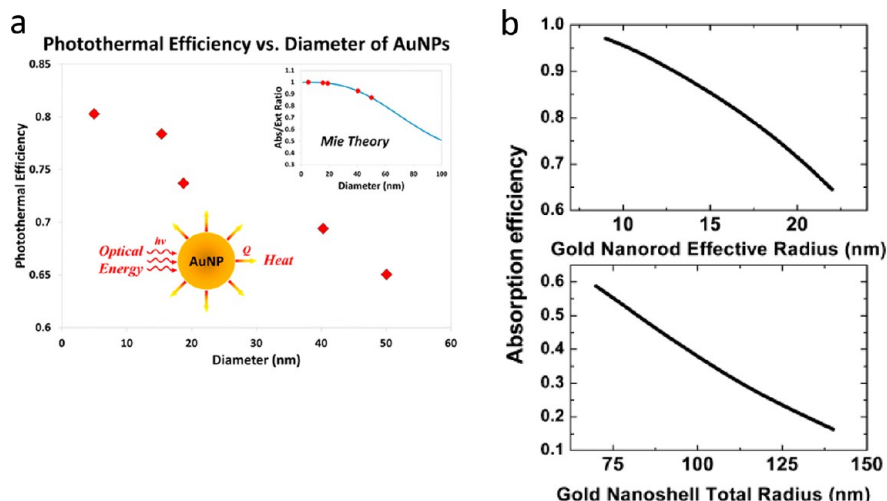 a
Photothermal Efficiency vs. Diameter of AuNPs
Photothermal Efficiency
0.85
0.8
0.75
0.7
0.65
0.6
0 10 20 30 40 50 60
Diameter (nm)
Abs/Ext Ratio
1.1
1
0.9
0.8
0.7
0.6
0.5
0.4
0.3
Mie Theory
0 20 40 60 80 100
Diameter (nm)
hν
Optical
Energy
AuNP
Q
Heat
b
Absorption efficiency
1.0
0.9
0.8
0.7
0.6
10 15 20
Gold Nanorod Effective Radius (nm)
0.6
0.5
0.4
0.3
0.2
0.1
75 100 125 150
Gold Nanoshell Total Radius (nm)